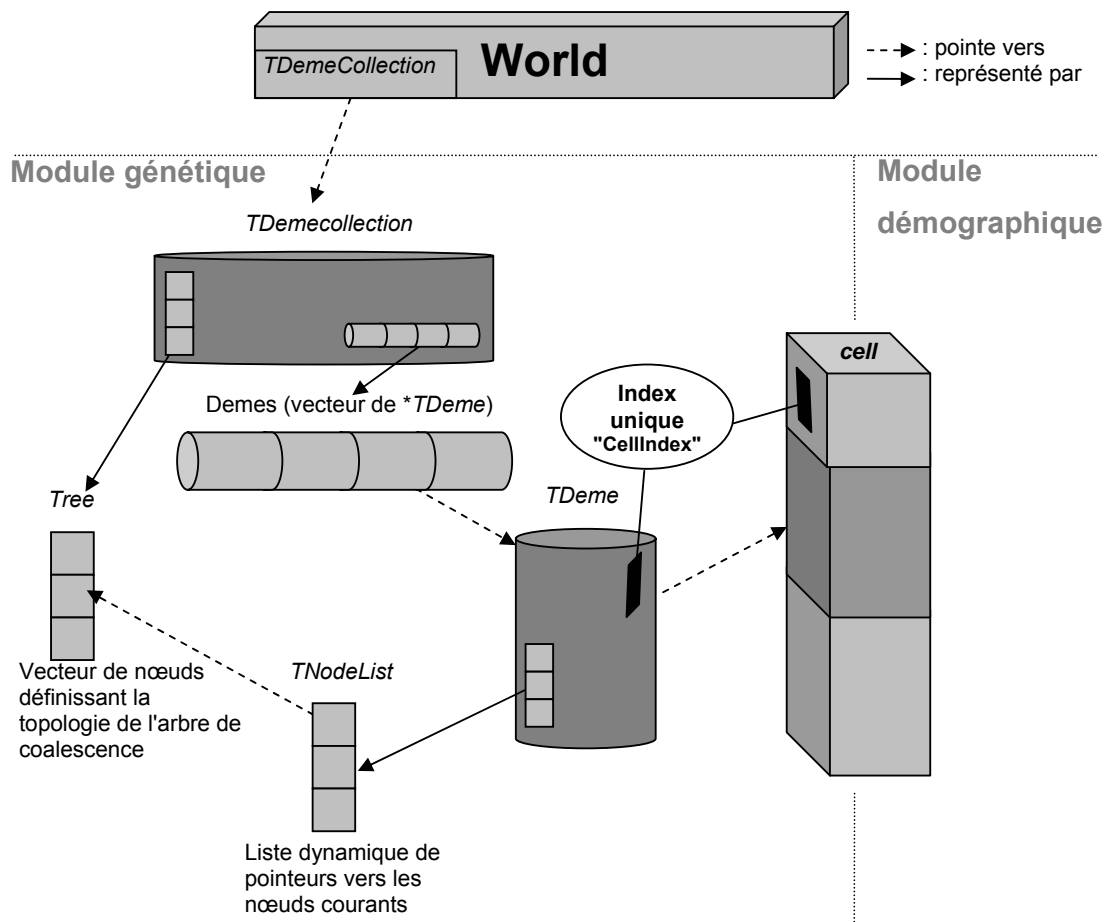 TDemeCollection
World
: pointe vers
: représenté par
Module génétique
Module
démographique
TDemecollection
cell
Demes (vecteur de *TDeme)
Index
unique
"CellIndex"
Tree
TDeme
Vecteur de nœuds
définissant la
topologie de l'arbre de
coalescence
TNodeList
Liste dynamique de
pointeurs vers les
nœuds courants